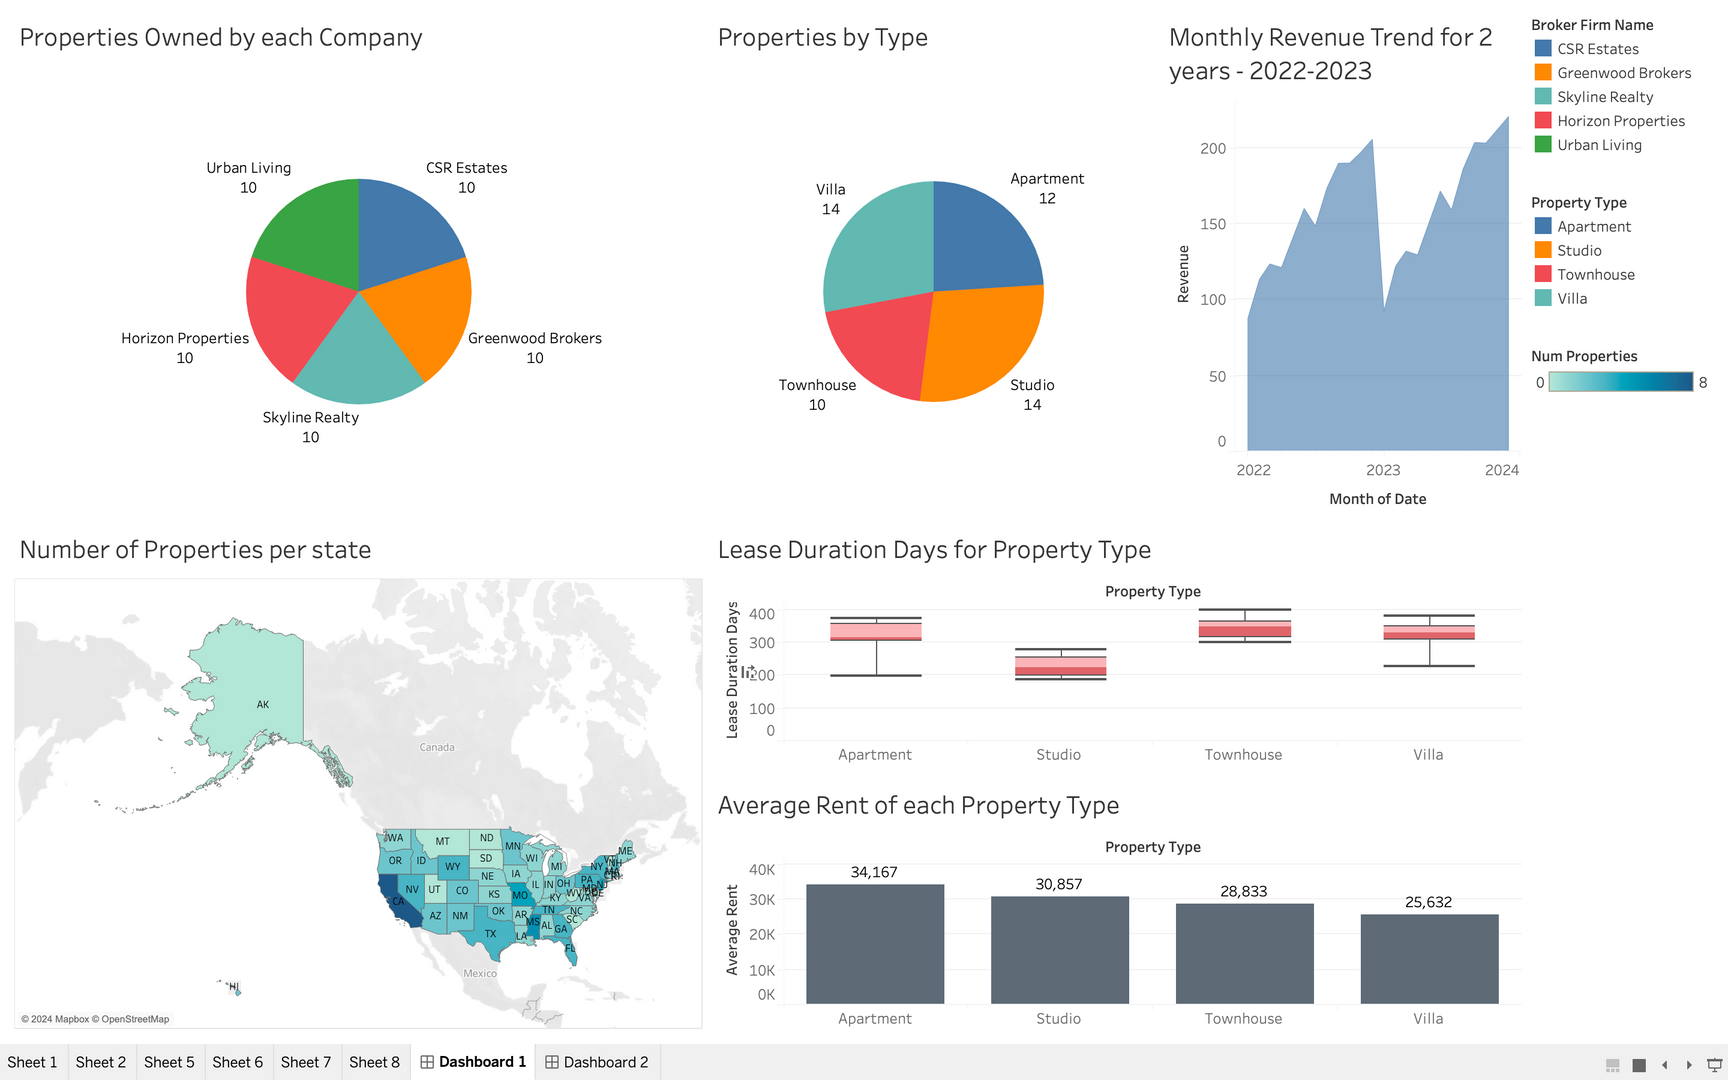 Properties Owned by each Company
Urban Living
10
CSR Estates
10
Horizon Properties
10
Greenwood Brokers
10
Skyline Realty
10
Properties by Type
Villa
14
Apartment
12
Townhouse
10
Studio
14
Monthly Revenue Trend for 2
years - 2022-2023
Revenue
200
150
100
50
0
2022
2023
2024
Month of Date
Broker Firm Name
CSR Estates
Greenwood Brokers
Skyline Realty
Horizon Properties
Urban Living
Property Type
Apartment
Studio
Townhouse
Villa
Num Properties
0
8
Number of Properties per state
AK
Canada
WA
MT
ND
MN
OR
ID
WY
SD
WI
MI
NY
VT
NH
ME
NV
UT
CO
NE
IA
IL
IN
OH
PA
NJ
CA
AZ
NM
KS
MO
KY
WV
VA
DE
OK
AR
TN
NC
SC
TX
LA
MS
AL
GA
FL
HI
Mexico
© 2024 Mapbox © OpenStreetMap
Lease Duration Days for Property Type
Property Type
Lease Duration Days
400
300
200
100
0
Apartment
Studio
Townhouse
Villa
Average Rent of each Property Type
Property Type
Average Rent
40K
30K
20K
10K
0K
34,167
30,857
28,833
25,632
Apartment
Studio
Townhouse
Villa
Sheet 1
Sheet 2
Sheet 5
Sheet 6
Sheet 7
Sheet 8
Dashboard 1
Dashboard 2